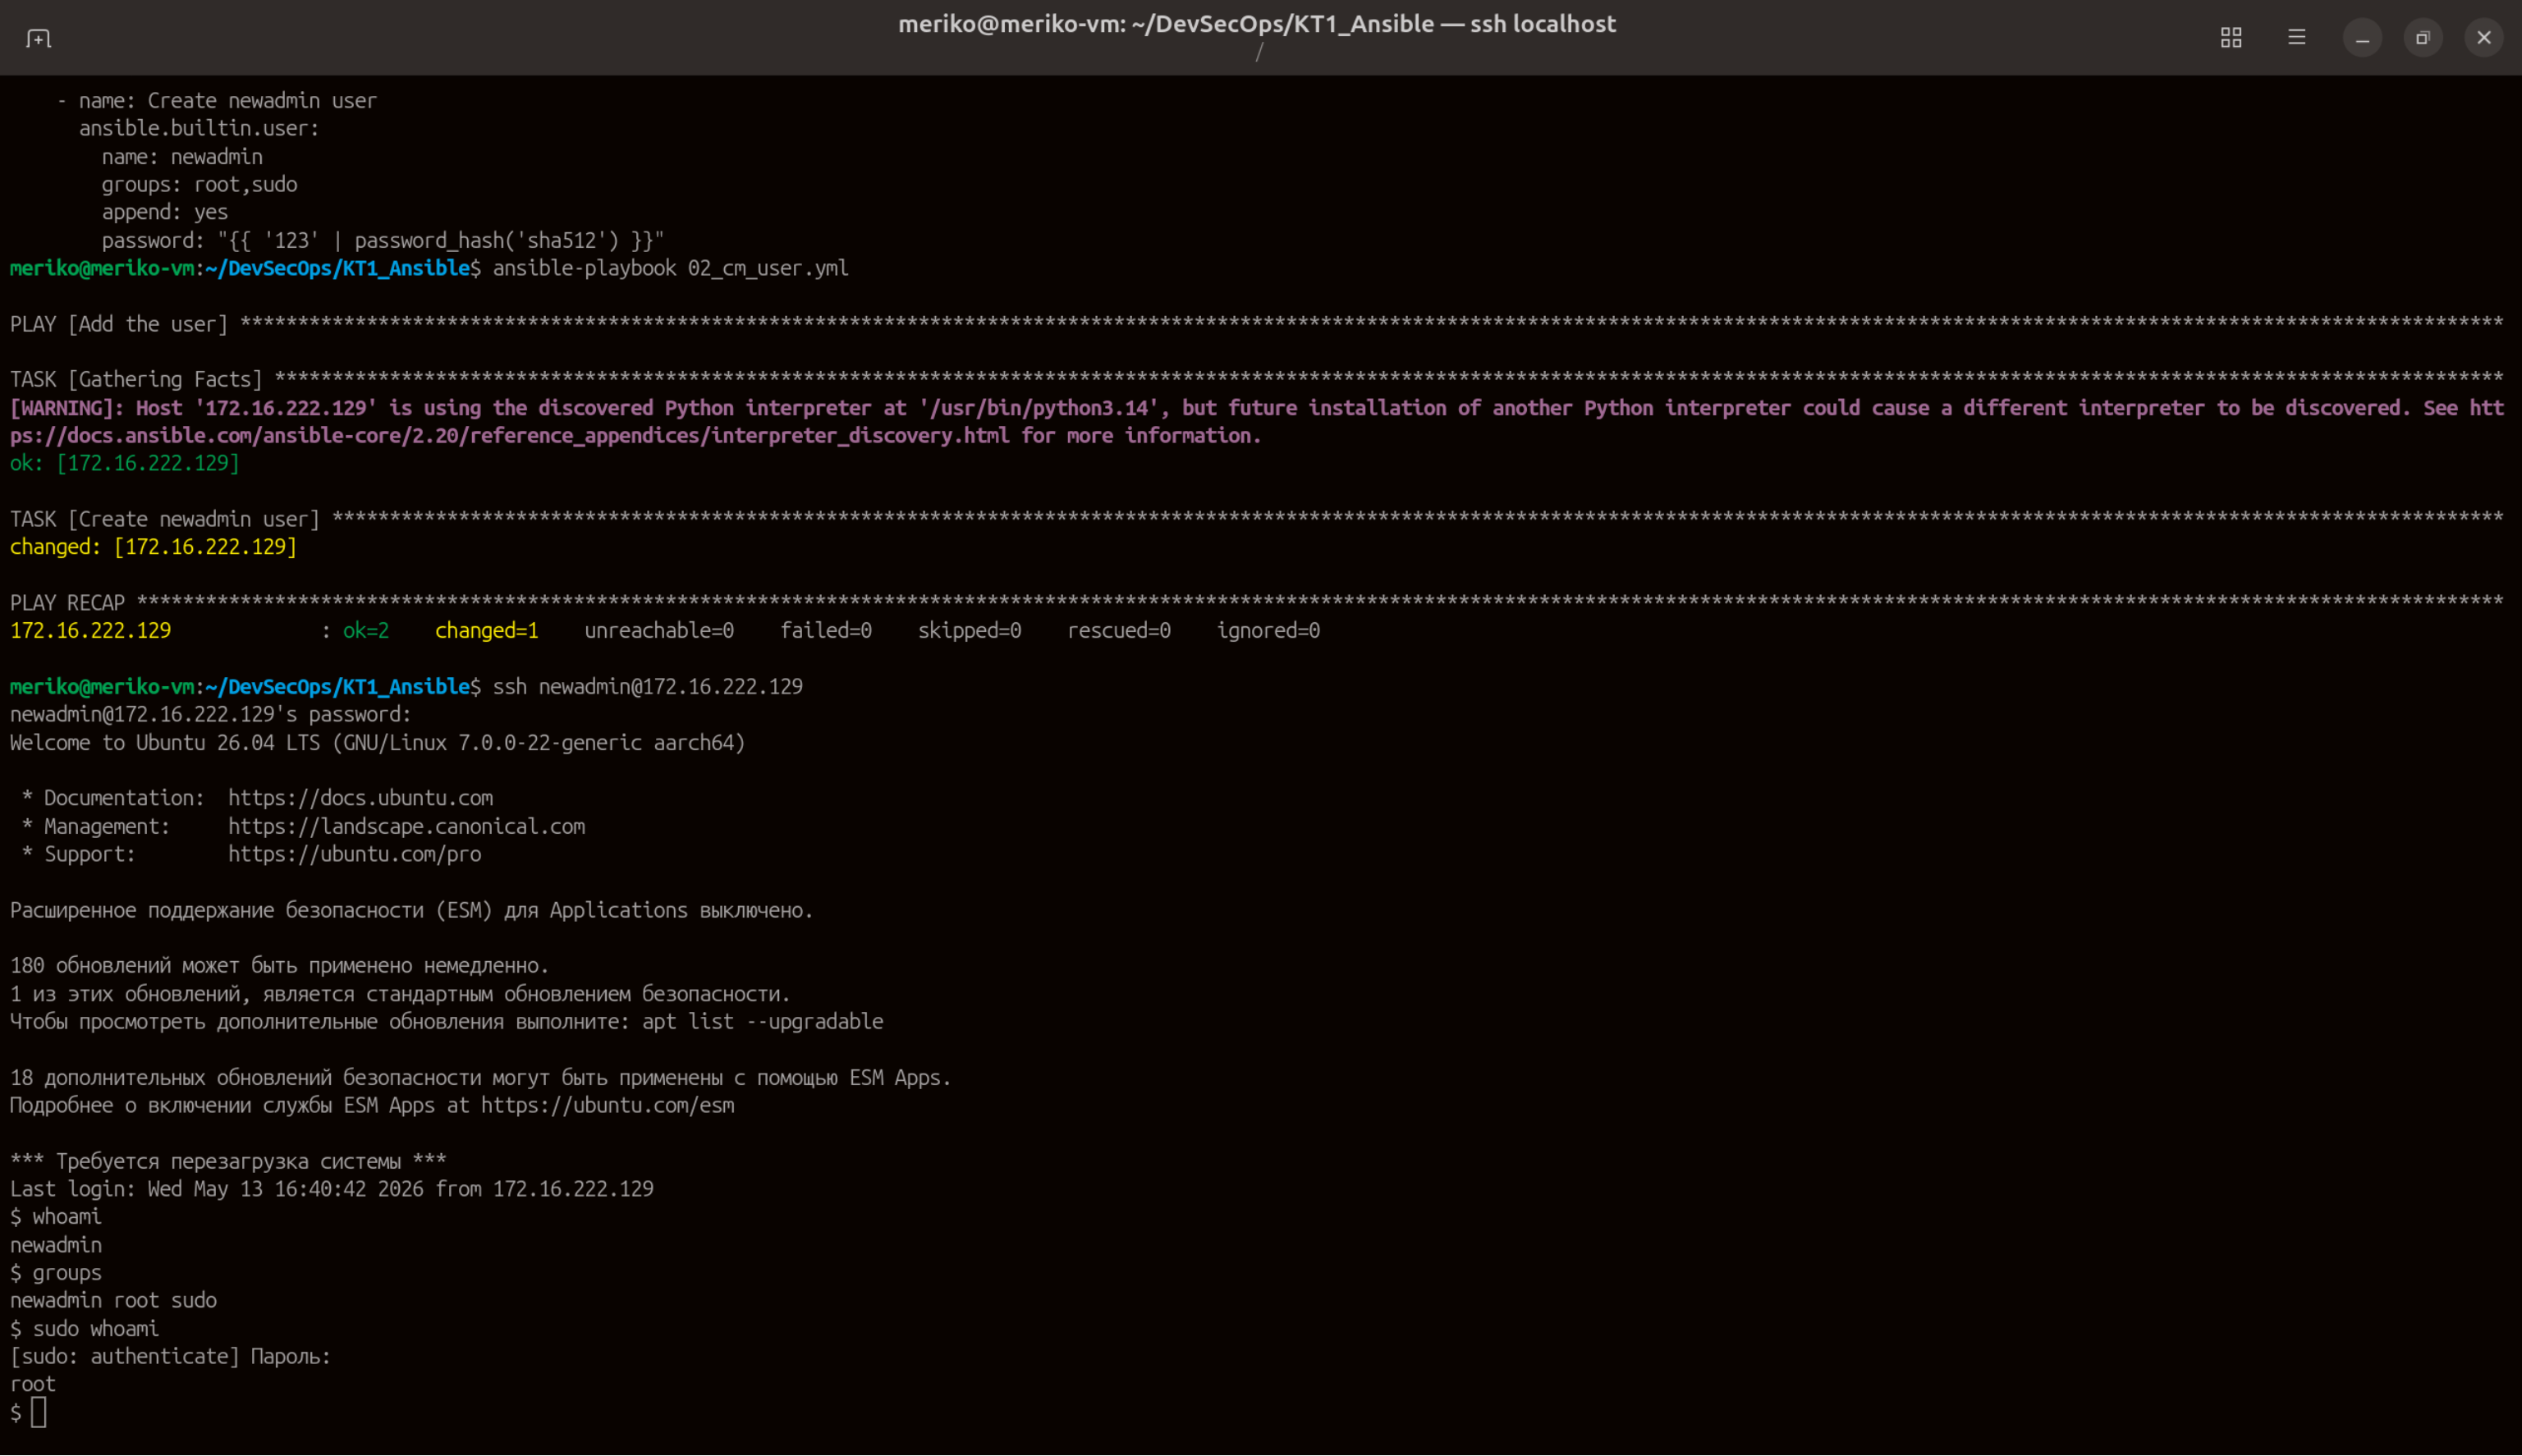 meriko@meriko-vm: ~/DevSecOps/KT1_Ansible — ssh localhost
/
- name: Create newadmin user
ansible.builtin.user:
name: newadmin
groups: root,sudo
append: yes
password: "{{ '123' | password_hash('sha512') }}"
meriko@meriko-vm:~/DevSecOps/KT1_Ansible$ ansible-playbook 02_cm_user.yml
PLAY [Add the user] ****************************************************************************************************
TASK [Gathering Facts] ****************************************************************************************************
[WARNING]: Host '172.16.222.129' is using the discovered Python interpreter at '/usr/bin/python3.14', but future installation of another Python interpreter could cause a different interpreter to be discovered. See htt
ps://docs.ansible.com/ansible-core/2.20/reference_appendices/interpreter_discovery.html for more information.
ok: [172.16.222.129]
TASK [Create newadmin user] ****************************************************************************************************
changed: [172.16.222.129]
PLAY RECAP ****************************************************************************************************
172.16.222.129 : ok=2 changed=1 unreachable=0 failed=0 skipped=0 rescued=0 ignored=0
meriko@meriko-vm:~/DevSecOps/KT1_Ansible$ ssh newadmin@172.16.222.129
newadmin@172.16.222.129's password:
Welcome to Ubuntu 26.04 LTS (GNU/Linux 7.0.0-22-generic aarch64)
* Documentation: https://docs.ubuntu.com
* Management: https://landscape.canonical.com
* Support: https://ubuntu.com/pro
Расширенное поддержание безопасности (ESM) для Applications выключено.
180 обновлений может быть применено немедленно.
1 из этих обновлений, является стандартным обновлением безопасности.
Чтобы просмотреть дополнительные обновления выполните: apt list --upgradable
18 дополнительных обновлений безопасности могут быть применены с помощью ESM Apps.
Подробнее о включении службы ESM Apps at https://ubuntu.com/esm
*** Требуется перезагрузка системы ***
Last login: Wed May 13 16:40:42 2026 from 172.16.222.129
$ whoami
newadmin
$ groups
newadmin root sudo
$ sudo whoami
[sudo: authenticate] Пароль:
root
$